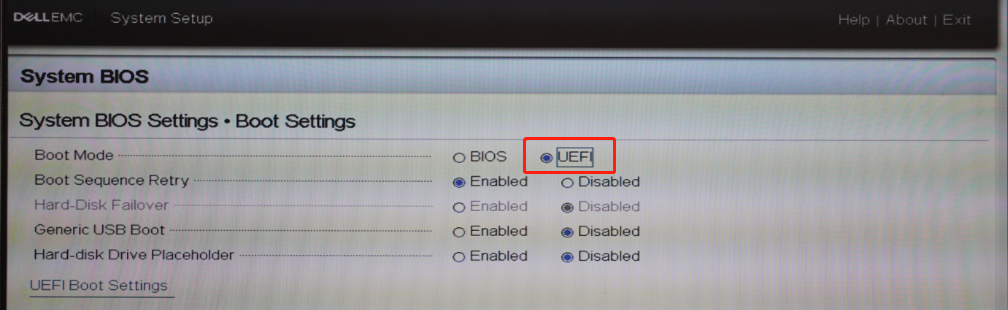 DELLEMC System Setup Help | About | Exit
System BIOS
System BIOS Settings • Boot Settings
Boot Mode BIOS UEFI
Boot Sequence Retry Enabled Disabled
Hard-Disk Failover Enabled Disabled
Generic USB Boot Enabled Disabled
Hard-disk Drive Placeholder Enabled Disabled
UEFI Boot Settings